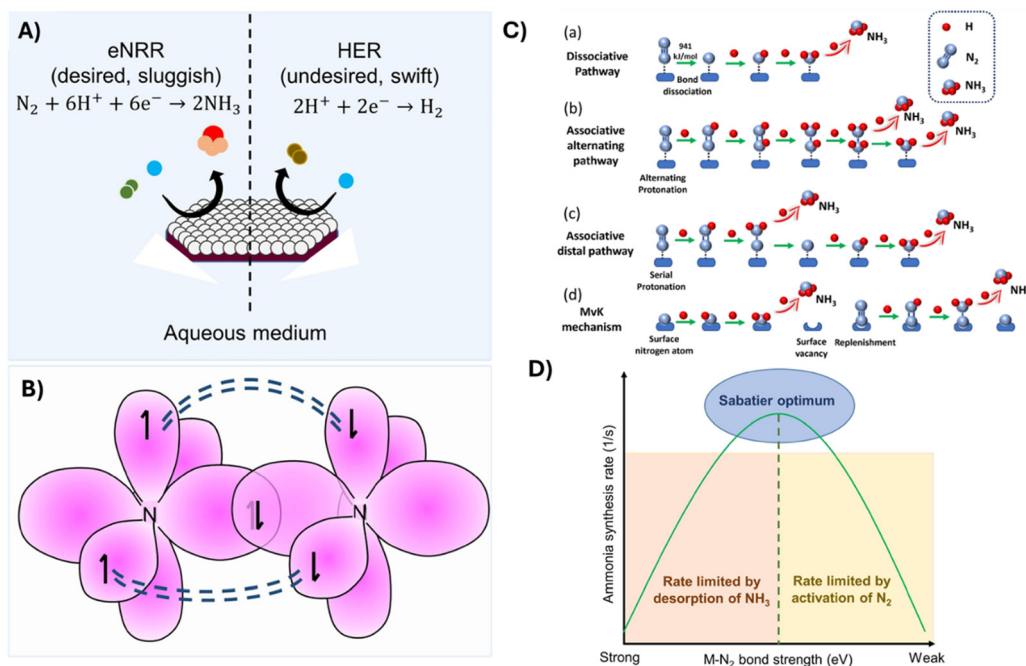 A)
eNRR
(desired, sluggish)
N₂ + 6H⁺ + 6e⁻ → 2NH₃
HER
(undesired, swift)
2H⁺ + 2e⁻ → H₂
Aqueous medium
B)
N
N
C)
(a)
Dissociative
Pathway
941
kJ/mol
Bond
dissociation
NH₃
H
N₂
NH₃
(b)
Associative
alternating
pathway
Alternating
Protonation
NH₃
NH₃
(c)
Associative
distal pathway
Serial
Protonation
NH₃
NH₃
(d)
MvK
mechanism
Surface
nitrogen atom
NH₃
Surface
vacancy
Replenishment
NH
D)
Sabatier optimum
Ammonia synthesis rate (1/s)
Rate limited by
desorption of NH₃
Rate limited by
activation of N₂
Strong
M-N₂ bond strength (eV)
Weak